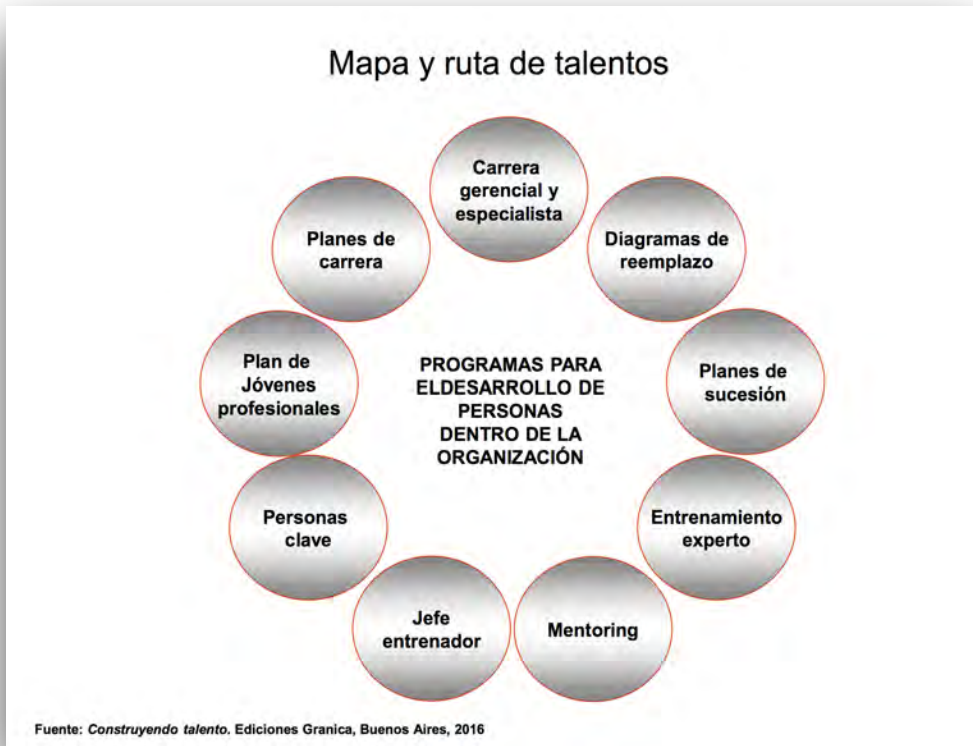 Mapa y ruta de talentos
Carrera
gerencial y
especialista
Diagramas de
reemplazo
Planes de
sucesión
Entrenamiento
experto
Mentoring
Jefe
entrenador
Personas
clave
Plan de
Jóvenes
profesionales
Planes de
carrera
PROGRAMAS PARA
ELDESARROLLO DE
PERSONAS
DENTRO DE LA
ORGANIZACIÓN
Fuente: Construyendo talento. Ediciones Granica, Buenos Aires, 2016